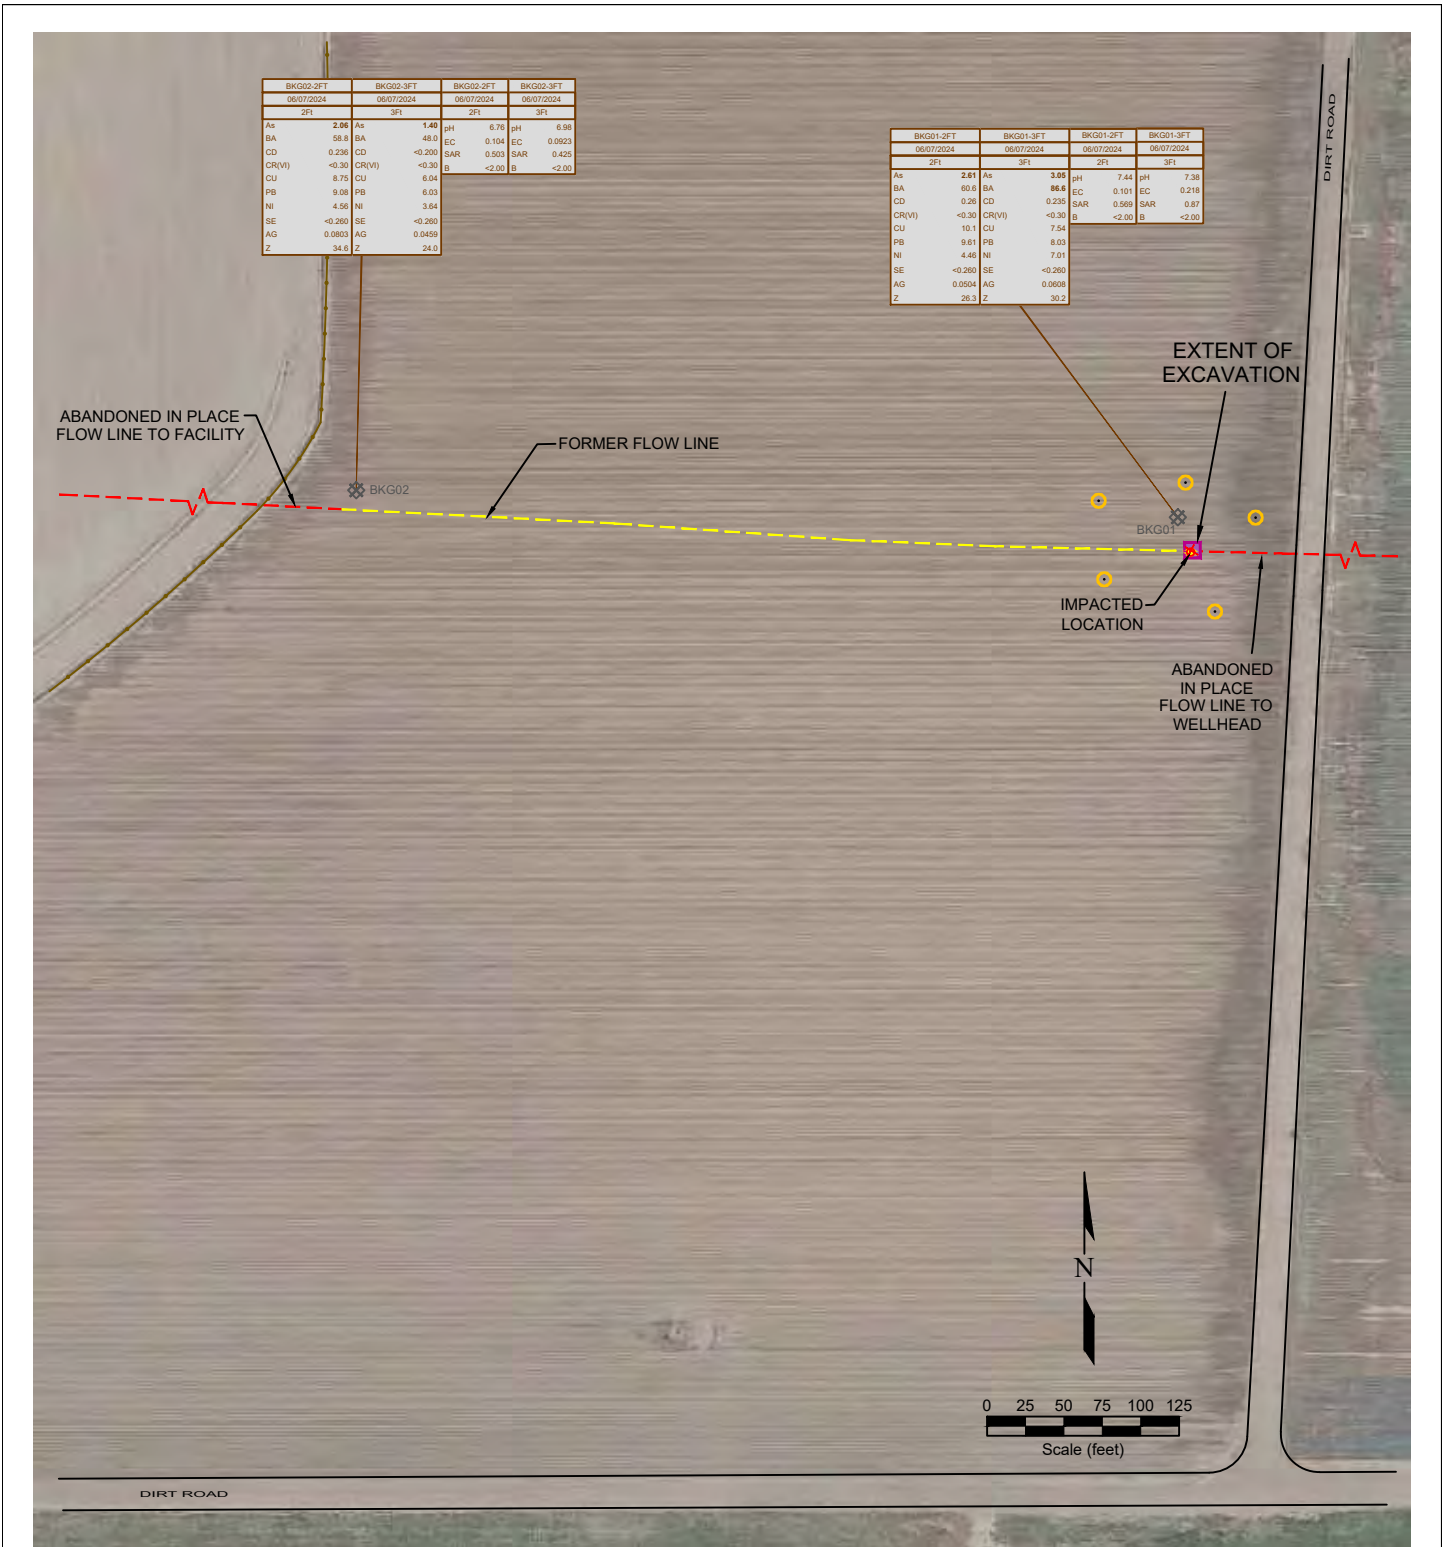 BKG02-2FT BKG02-3FT BKG02-2FT BKG02-3FT
06/07/2024 06/07/2024 06/07/2024 06/07/2024
2Ft 3Ft 2Ft 3Ft
As 2.06 As 1.40 pH 6.76 pH 6.98
BA 58.8 BA 48.0 EC 0.104 EC 0.0923
CD 0.236 CD <0.200 SAR 0.503 SAR 0.425
CR(VI) <0.30 CR(VI) <0.30 B <2.00 B <2.00
CU 8.75 CU 6.04
PB 9.08 PB 6.03
NI 4.56 NI 3.64
SE <0.260 SE <0.260
AG 0.0803 AG 0.0459
Z 34.6 Z 24.0
BKG01-2FT BKG01-3FT BKG01-2FT BKG01-3FT
06/07/2024 06/07/2024 06/07/2024 06/07/2024
2Ft 3Ft 2Ft 3Ft
As 2.61 As 3.05 pH 7.44 pH 7.38
BA 60.6 BA 86.6 EC 0.101 EC 0.218
CD 0.26 CD 0.235 SAR 0.569 SAR 0.87
CR(VI) <0.30 CR(VI) <0.30 B <2.00 B <2.00
CU 10.1 CU 7.54
PB 9.61 PB 8.03
NI 4.46 NI 7.01
SE <0.260 SE <0.260
AG 0.0504 AG 0.0608
Z 26.3 Z 30.2
DIRT ROAD
EXTENT OF
EXCAVATION
ABANDONED IN PLACE
FLOW LINE TO FACILITY
FORMER FLOW LINE
BKG02
BKG01
IMPACTED
LOCATION
ABANDONED
IN PLACE
FLOW LINE TO
WELLHEAD
N
0 25 50 75 100 125
Scale (feet)
DIRT ROAD